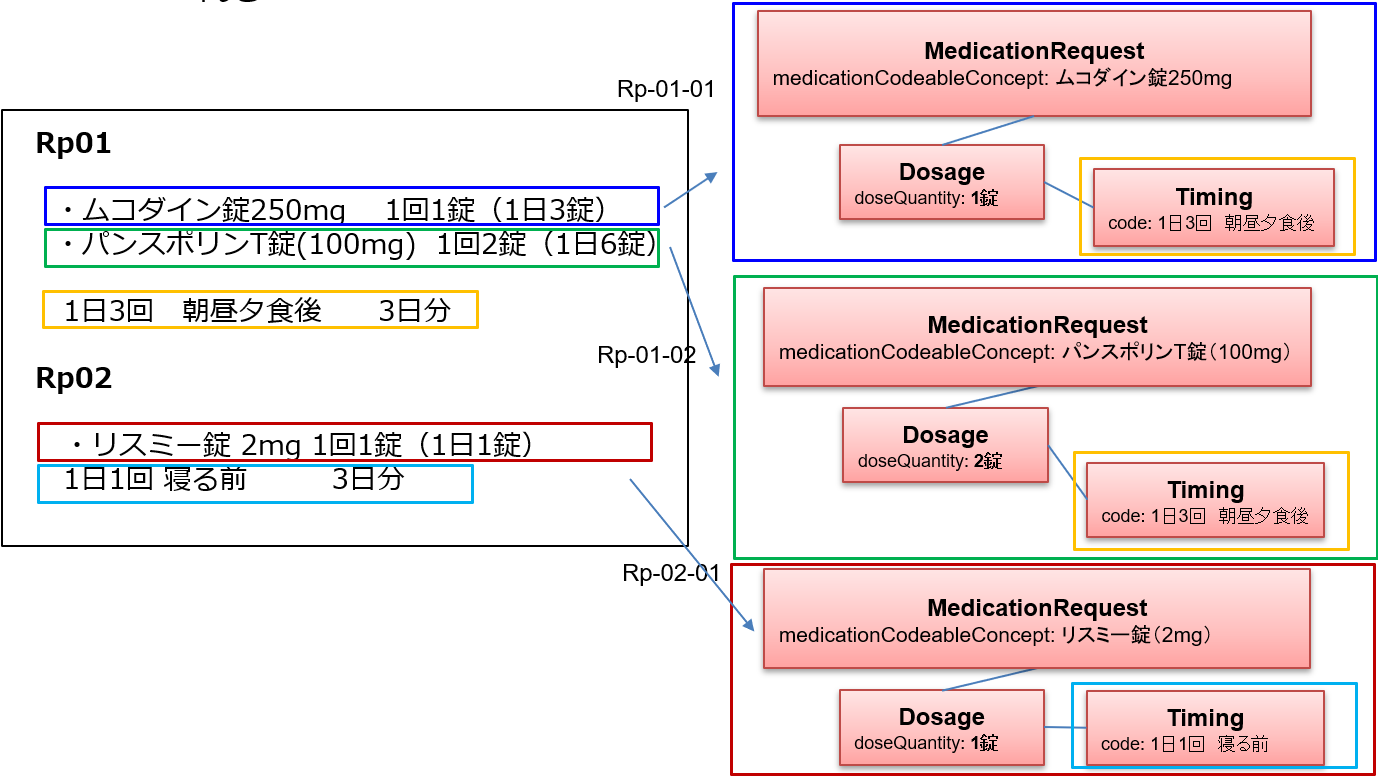 Rp01
・ムコダイン錠250mg 1回1錠（1日3錠）
・パンスポリンT錠(100mg) 1回2錠（1日6錠）
1日3回 朝昼夕食後 3日分
Rp02
・リスミー錠 2mg 1回1錠（1日1錠）
1日1回 寝る前 3日分
Rp-01-01
MedicationRequest
medicationCodeableConcept: ムコダイン錠250mg
Dosage
doseQuantity: 1錠
Timing
code: 1日3回 朝昼夕食後
Rp-01-02
MedicationRequest
medicationCodeableConcept: パンスポリンT錠（100mg）
Dosage
doseQuantity: 2錠
Timing
code: 1日3回 朝昼夕食後
Rp-02-01
MedicationRequest
medicationCodeableConcept: リスミー錠（2mg）
Dosage
doseQuantity: 1錠
Timing
code: 1日1回 寝る前